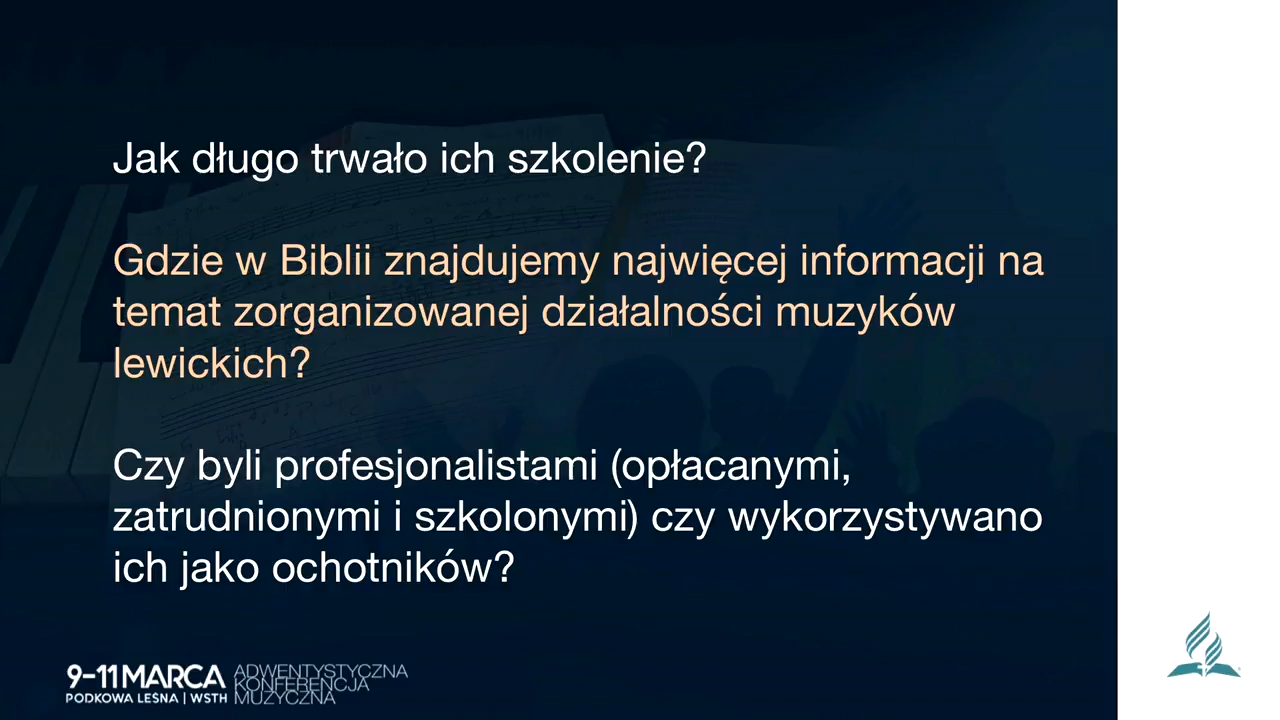 Jak długo trwało ich szkolenie?
Gdzie w Biblii znajdujemy najwięcej informacji na
temat zorganizowanej działalności muzyków
lewickich?
Czy byli profesjonalistami (opłacanymi,
zatrudnionymi i szkolonymi) czy wykorzystywano
ich jako ochotników?
9-11 MARCA
PODKOWA LEŚNA | WSTH
ADWENTYSTYCZNA
KONFERENCJA
MUZYCZNA